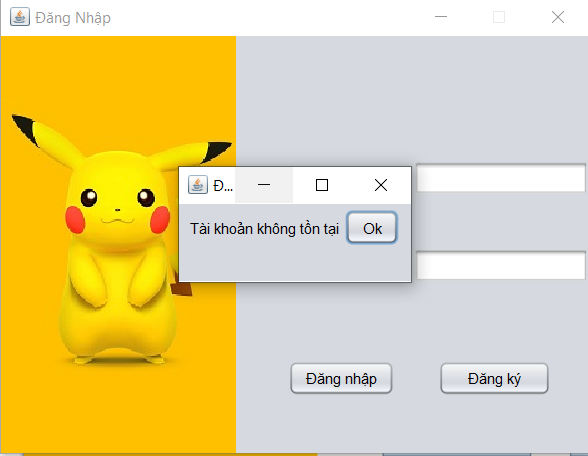 Đăng Nhập
Đ...
Tài khoản không tồn tại
Ok
Đăng nhập
Đăng ký